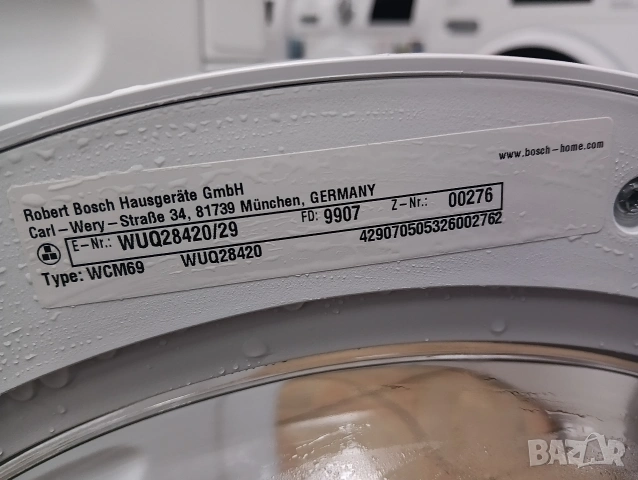 www.bosch-home.com
Robert Bosch Hausgeräte GmbH
Carl-Wery-Straße 34, 81739 München, GERMANY
E-Nr.: WUQ28420/29 FD: 9907 Z-Nr.: 00276
Type: WCM69 WUQ28420 429070505326002762
BAZAR